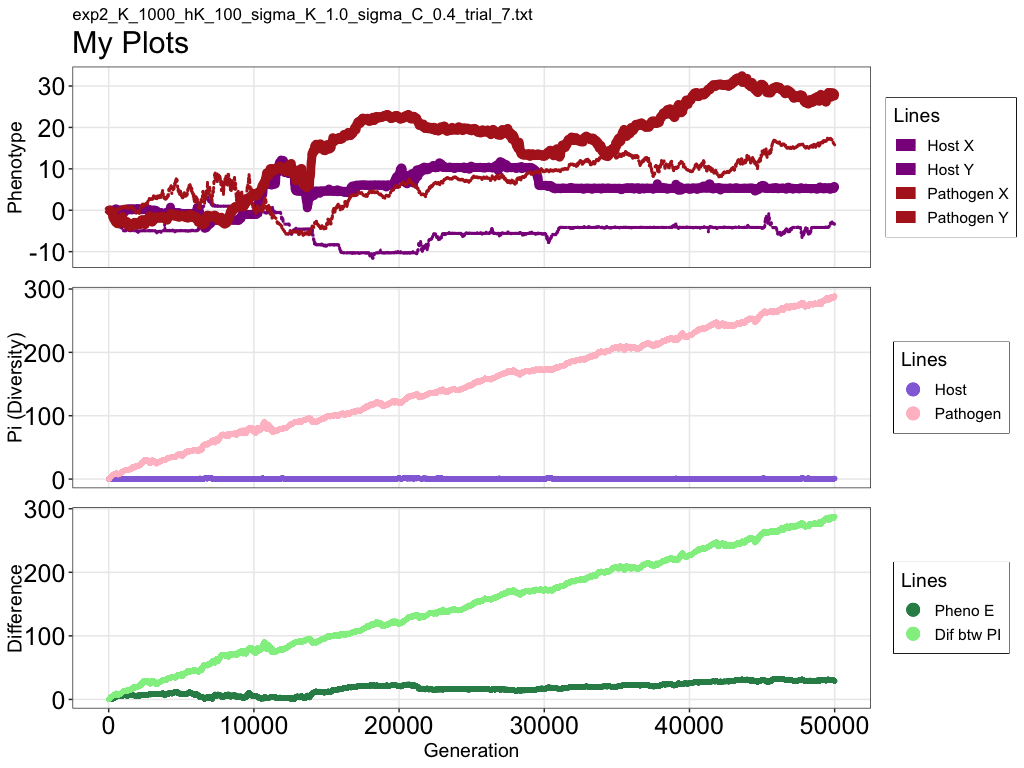 exp2_K_1000_hK_100_sigma_K_1.0_sigma_C_0.4_trial_7.txt
My Plots
Phenotype
30
20
10
0
-10
Lines
Host X
Host Y
Pathogen X
Pathogen Y
Pi (Diversity)
300
200
100
0
Lines
Host
Pathogen
Difference
300
200
100
0
Lines
Pheno E
Dif btw PI
0 10000 20000 30000 40000 50000
Generation